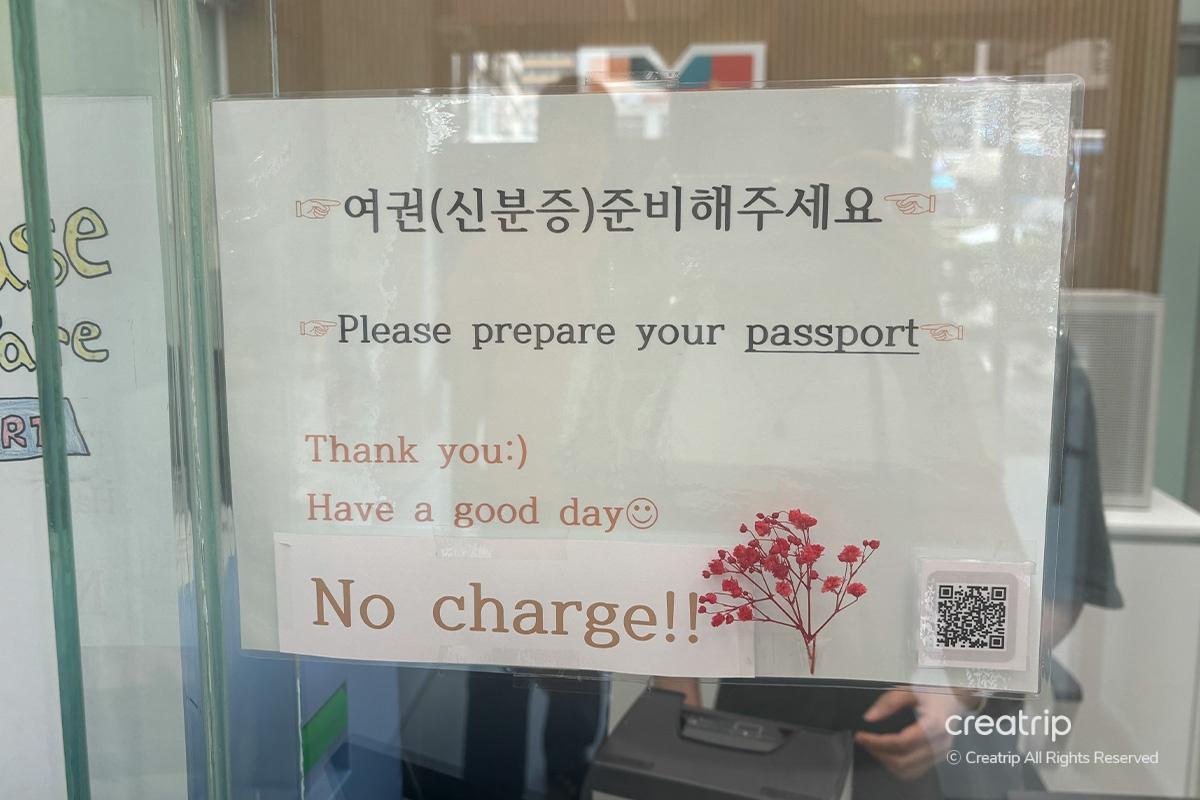 ☞여권(신분증)준비해주세요☜
☞Please prepare your passport☜
Thank you:)
Have a good day☺
No charge!!
creatrip
© Creatrip All Rights Reserved